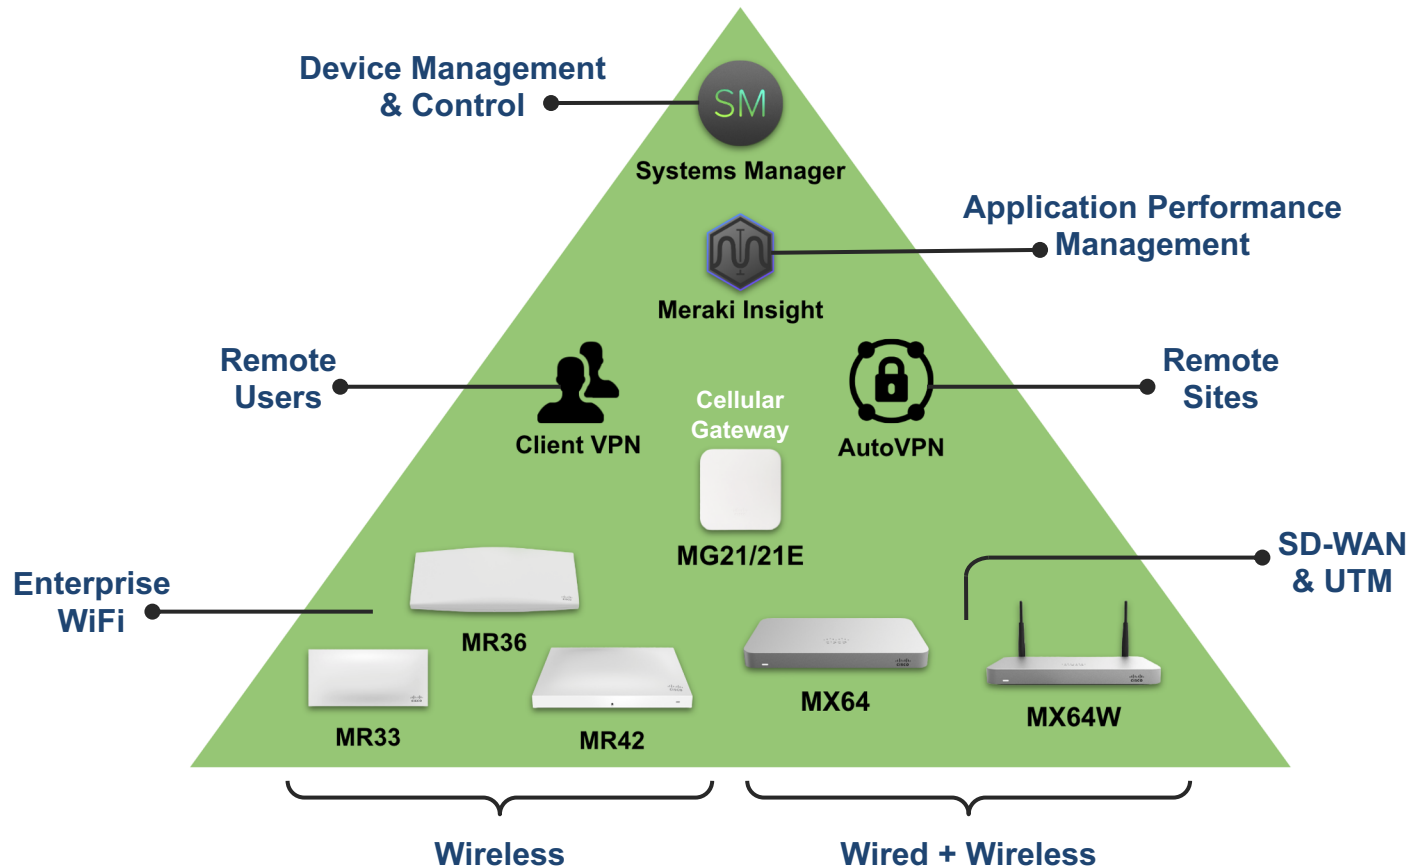 Device Management
& Control
SM
Systems Manager
Application Performance
Management
Meraki Insight
Remote
Users
Client VPN
Cellular
Gateway
AutoVPN
Remote
Sites
MG21/21E
SD-WAN
& UTM
Enterprise
WiFi
MR36
MR33
MR42
MX64
MX64W
Wireless
Wired + Wireless